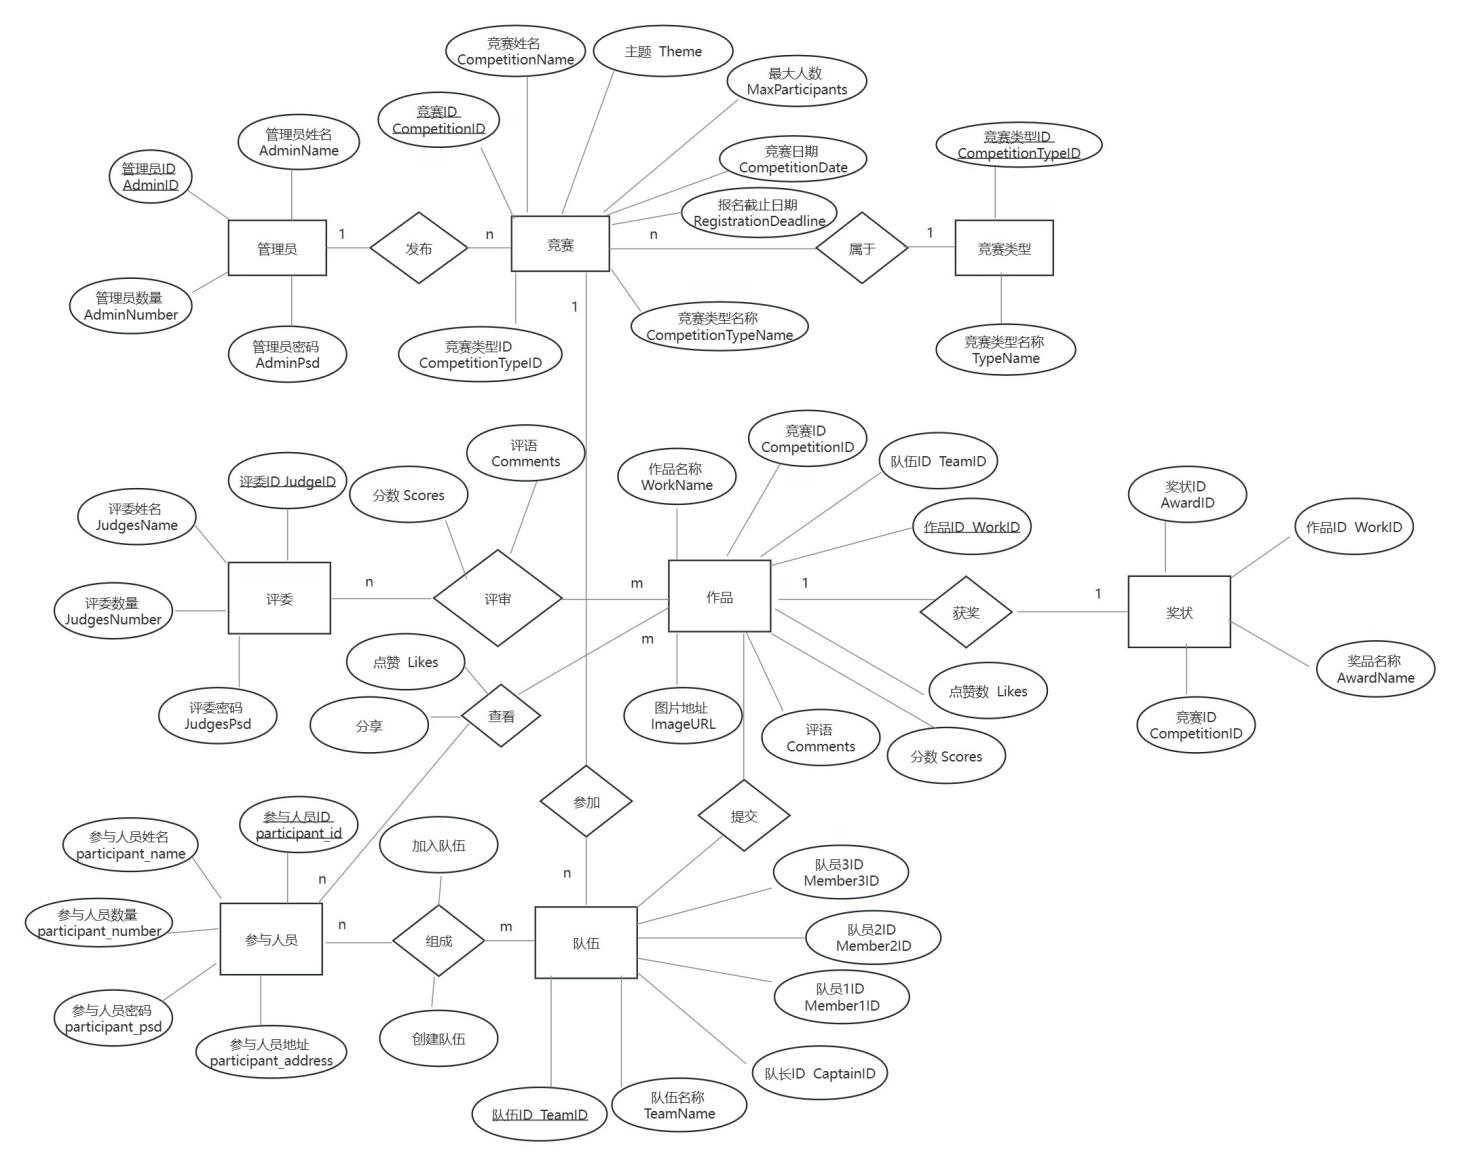 竞赛姓名
CompetitionName
主题 Theme
最大人数
MaxParticipants
竞赛ID
CompetitionID
管理员姓名
AdminName
竞赛类型ID
CompetitionTypeID
竞赛日期
CompetitionDate
管理员ID
AdminID
报名截止日期
RegistrationDeadline
管理员
1
发布
n
竞赛
n
属于
1
竞赛类型
管理员数量
AdminNumber
1
竞赛类型名称
CompetitionTypeName
管理员密码
AdminPsd
竞赛类型ID
CompetitionTypeID
竞赛类型名称
TypeName
竞赛ID
CompetitionID
评语
Comments
队伍ID TeamID
作品名称
WorkName
评委ID JudgeID
分数 Scores
奖状ID
AwardID
评委姓名
JudgesName
作品ID WorkID
作品ID WorkID
评委
n
评审
m
作品
1
获奖
1
奖状
评委数量
JudgesNumber
m
点赞 Likes
奖品名称
AwardName
点赞数 Likes
评委密码
JudgesPsd
分享
查看
图片地址
ImageURL
评语
Comments
竞赛ID
CompetitionID
分数 Scores
参加
提交
参与人员ID
participant_id
参与人员姓名
participant_name
加入队伍
队员3ID
Member3ID
n
n
参与人员数量
participant_number
参与人员
n
组成
m
队伍
队员2ID
Member2ID
队员1ID
Member1ID
参与人员密码
participant_psd
创建队伍
参与人员地址
participant_address
队长ID CaptainID
队伍ID TeamID
队伍名称
TeamName